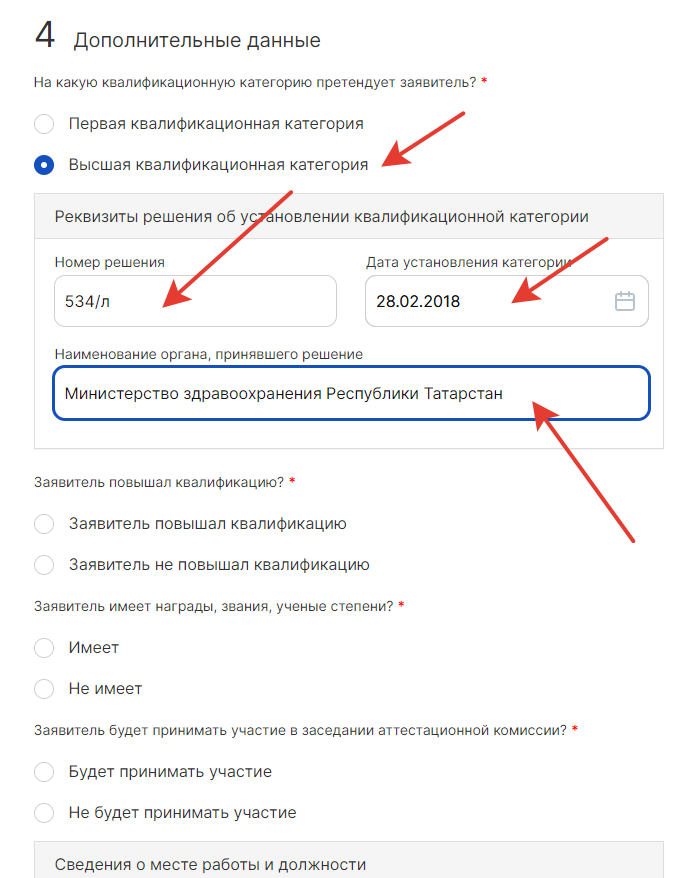 4 Дополнительные данные
На какую квалификационную категорию претендует заявитель? *
Первая квалификационная категория
Высшая квалификационная категория
Реквизиты решения об установлении квалификационной категории
Номер решения
Дата установления категории
534/л
28.02.2018
Наименование органа, принявшего решение
Министерство здравоохранения Республики Татарстан
Заявитель повышал квалификацию? *
Заявитель повышал квалификацию
Заявитель не повышал квалификацию
Заявитель имеет награды, звания, ученые степени? *
Имеет
Не имеет
Заявитель будет принимать участие в заседании аттестационной комиссии? *
Будет принимать участие
Не будет принимать участие
Сведения о месте работы и должности